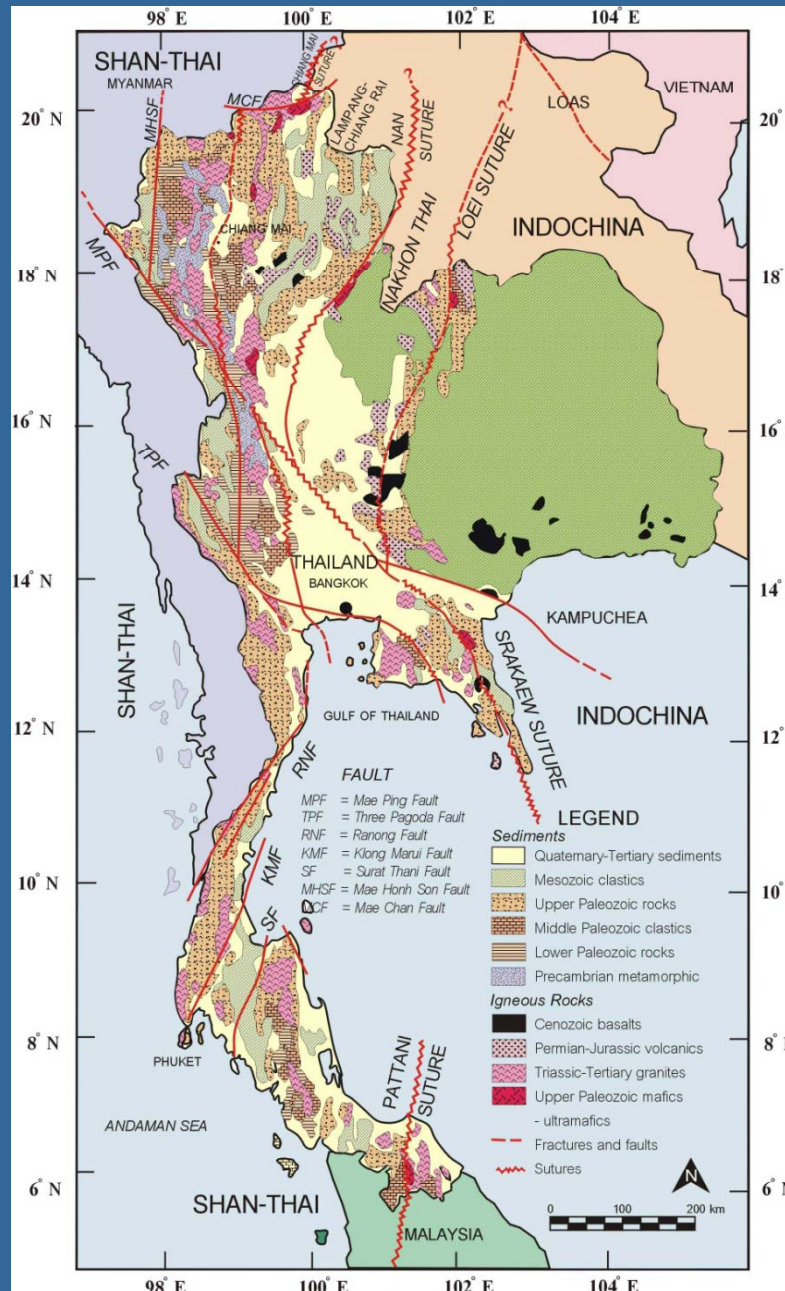 98° E 100° E 102° E 104° E
SHAN-THAI
MYANMAR
MHSF
MCF
CHIANG MAI
SUTURE
LAMPANG-
CHIANG RAI
NAN
SUTURE
LOEI SUTURE
LOAS
VIETNAM
20° N
20°
INDOCHINA
NAKHON THAI
CHIANG MAI
MPF
18° N
18°
16° N
16°
TPF
THAILAND
BANGKOK
14° N
14°
KAMPUCHEA
SHAN-THAI
SRAKAEW SUTURE
INDOCHINA
GULF OF THAILAND
12° N
12°
RNF
FAULT
MPF = Mae Ping Fault
TPF = Three Pagoda Fault
RNF = Ranong Fault
KMF = Klong Marui Fault
SF = Surat Thani Fault
MHSF = Mae Honh Son Fault
MCF = Mae Chan Fault
KMF
SF
10° N
10°
LEGEND
Sediments
Quaternary-Tertiary sediments
Mesozoic clastics
Upper Paleozoic rocks
Middle Paleozoic clastics
Lower Paleozoic rocks
Precambrian metamorphic
Igneous Rocks
Cenozoic basalts
Permian-Jurassic volcanics
Triassic-Tertiary granites
Upper Paleozoic mafics
- ultramafics
Fractures and faults
Sutures
8° N
8°
PHUKET
PATTANI
SUTURE
ANDAMAN SEA
6° N
6°
SHAN-THAI
MALAYSIA
N
0 100 200 km
98° E 100° E 102° E 104° E